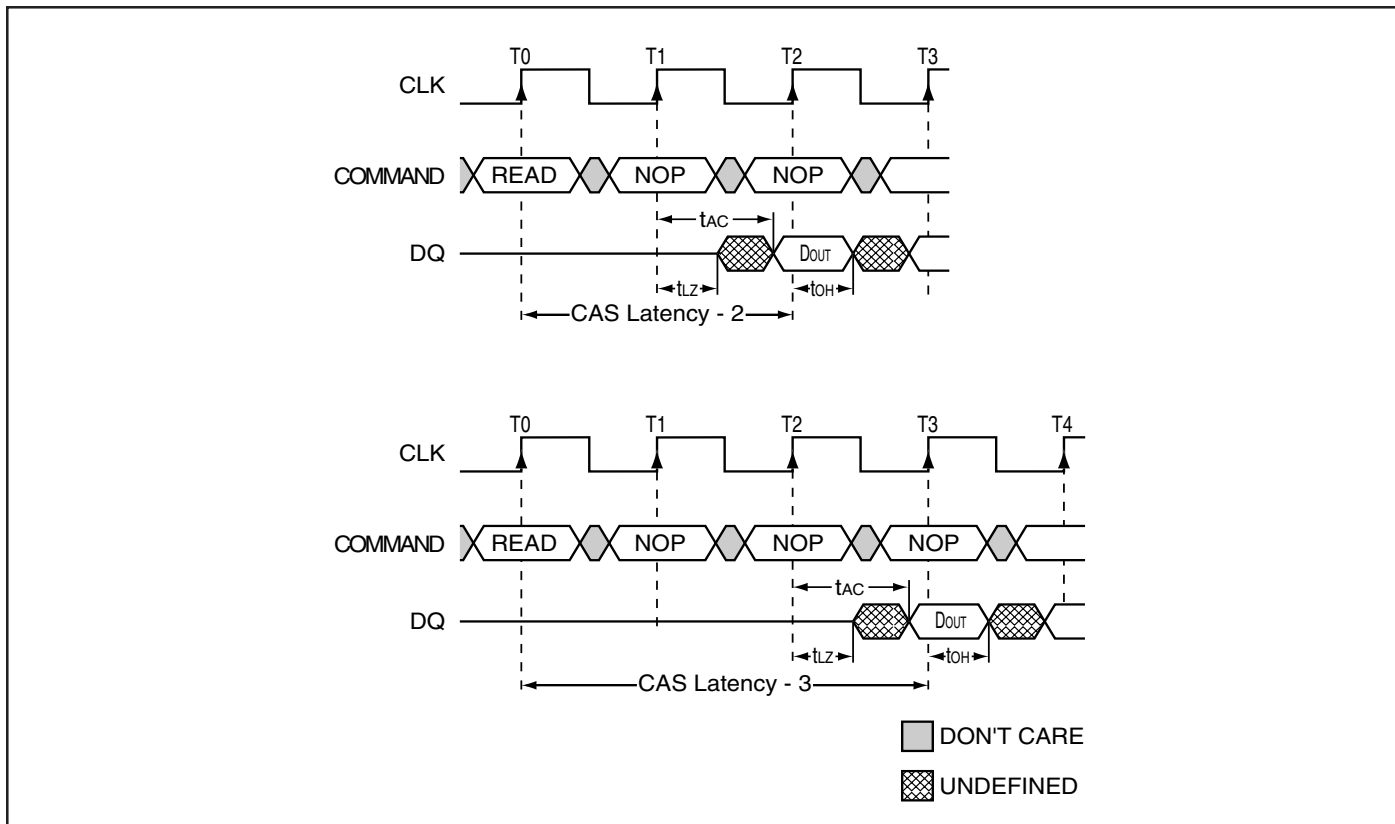 T0 T1 T2 T3
CLK
COMMAND READ NOP NOP
tAC
DQ DOUT
tLZ tOH
CAS Latency - 2
T0 T1 T2 T3 T4
CLK
COMMAND READ NOP NOP NOP
tAC
DQ DOUT
tLZ tOH
CAS Latency - 3
DON'T CARE
UNDEFINED